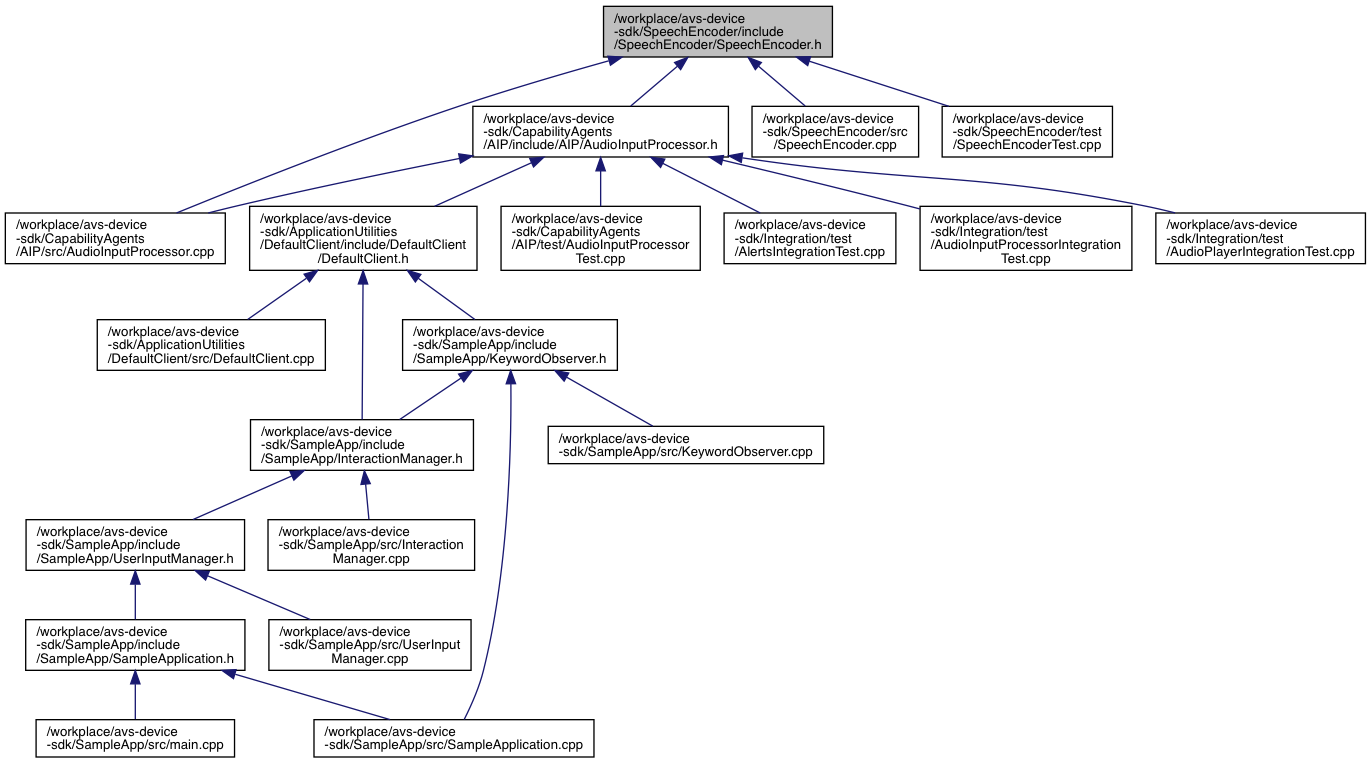 /workplace/avs-device
-sdk/SpeechEncoder/include
/SpeechEncoder/SpeechEncoder.h
/workplace/avs-device
-sdk/CapabilityAgents
/AIP/include/AIP/AudioInputProcessor.h
/workplace/avs-device
-sdk/SpeechEncoder/src
/SpeechEncoder.cpp
/workplace/avs-device
-sdk/SpeechEncoder/test
/SpeechEncoderTest.cpp
/workplace/avs-device
-sdk/CapabilityAgents
/AIP/src/AudioInputProcessor.cpp
/workplace/avs-device
-sdk/ApplicationUtilities
/DefaultClient/include/DefaultClient
/DefaultClient.h
/workplace/avs-device
-sdk/CapabilityAgents
/AIP/test/AudioInputProcessor
Test.cpp
/workplace/avs-device
-sdk/Integration/test
/AlertsIntegrationTest.cpp
/workplace/avs-device
-sdk/Integration/test
/AudioInputProcessorIntegration
Test.cpp
/workplace/avs-device
-sdk/Integration/test
/AudioPlayerIntegrationTest.cpp
/workplace/avs-device
-sdk/ApplicationUtilities
/DefaultClient/src/DefaultClient.cpp
/workplace/avs-device
-sdk/SampleApp/include
/SampleApp/KeywordObserver.h
/workplace/avs-device
-sdk/SampleApp/include
/SampleApp/InteractionManager.h
/workplace/avs-device
-sdk/SampleApp/src/KeywordObserver.cpp
/workplace/avs-device
-sdk/SampleApp/include
/SampleApp/UserInputManager.h
/workplace/avs-device
-sdk/SampleApp/src/Interaction
Manager.cpp
/workplace/avs-device
-sdk/SampleApp/include
/SampleApp/SampleApplication.h
/workplace/avs-device
-sdk/SampleApp/src/UserInput
Manager.cpp
/workplace/avs-device
-sdk/SampleApp/src/main.cpp
/workplace/avs-device
-sdk/SampleApp/src/SampleApplication.cpp